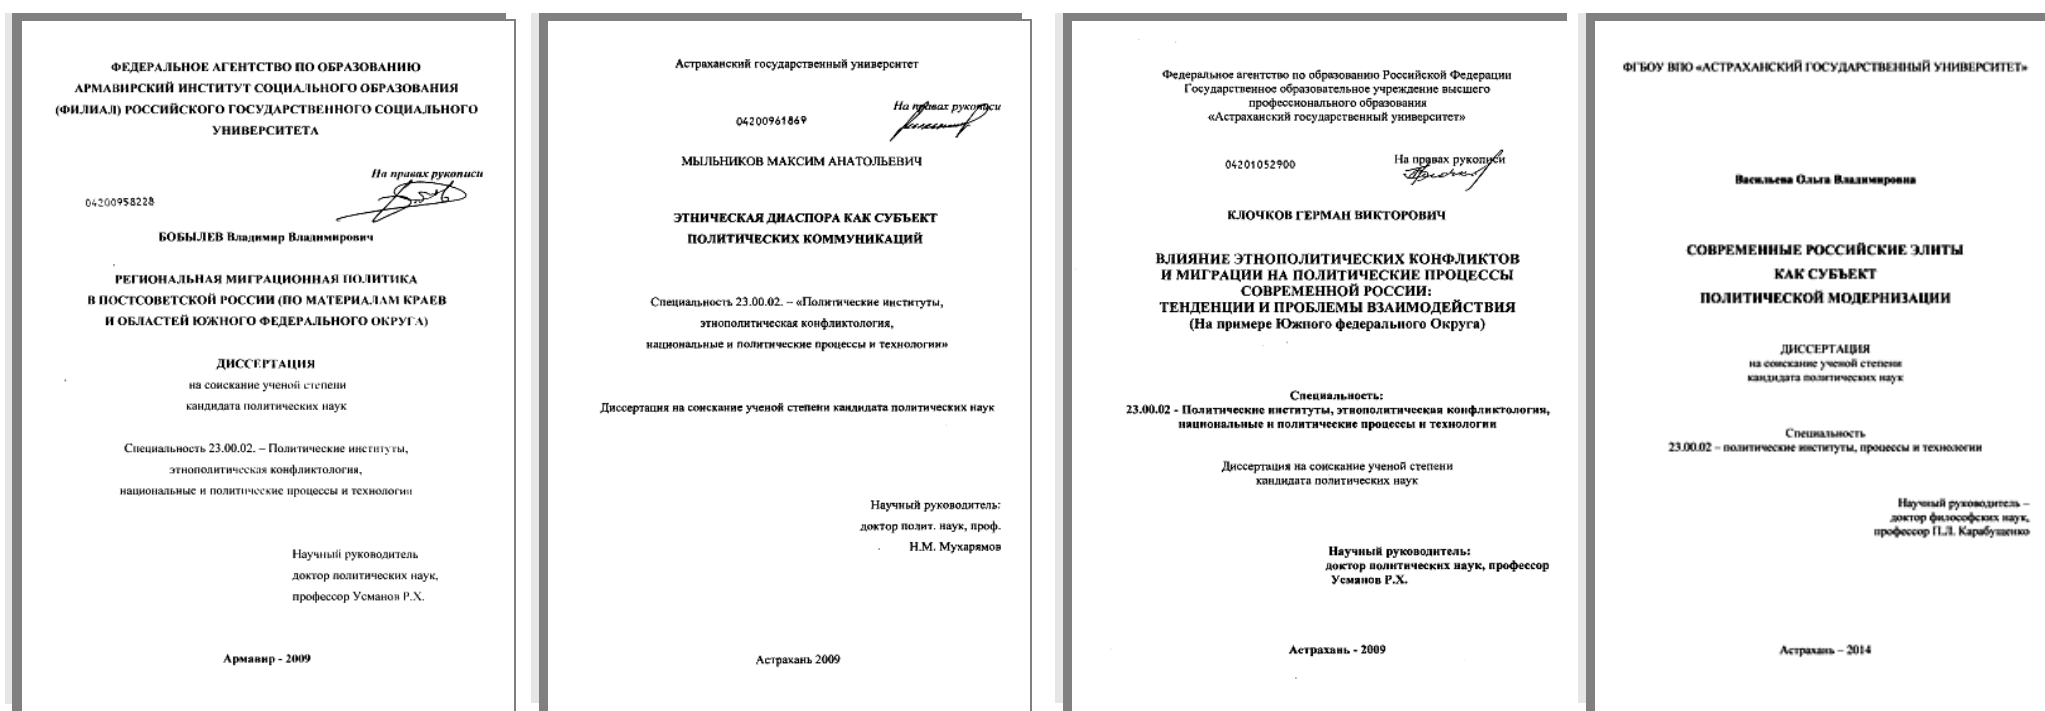 ФЕДЕРАЛЬНОЕ АГЕНТСТВО ПО ОБРАЗОВАНИЮ
АРМАВИРСКИЙ ИНСТИТУТ СОЦИАЛЬНОГО ОБРАЗОВАНИЯ
(ФИЛИАЛ) РОССИЙСКОГО ГОСУДАРСТВЕННОГО СОЦИАЛЬНОГО
УНИВЕРСИТЕТА
На правах рукописи
04200958228
БОБЫЛЕВ Владимир Владимирович
РЕГИОНАЛЬНАЯ МИГРАЦИОННАЯ ПОЛИТИКА
В ПОСТСОВЕТСКОЙ РОССИИ (ПО МАТЕРИАЛАМ КРАЕВ
И ОБЛАСТЕЙ ЮЖНОГО ФЕДЕРАЛЬНОГО ОКРУГА)
ДИССЕРТАЦИЯ
на соискание ученой степени
кандидата политических наук
Специальность 23.00.02. – Политические институты,
этнополитическая конфликтология,
национальные и политические процессы и технологии
Научный руководитель
доктор политических наук,
профессор Усманов Р.Х.
Армавир - 2009
Астраханский государственный университет
На правах рукописи
04200961869
МЫЛЬНИКОВ МАКСИМ АНАТОЛЬЕВИЧ
ЭТНИЧЕСКАЯ ДИАСПОРА КАК СУБЪЕКТ
ПОЛИТИЧЕСКИХ КОММУНИКАЦИЙ
Специальность 23.00.02. – «Политические институты,
этнополитическая конфликтология,
национальные и политические процессы и технологии»
Диссертация на соискание ученой степени кандидата политических наук
Научный руководитель:
доктор полит. наук, проф.
Н.М. Мухарямов
Астрахань 2009
Федеральное агентство по образованию Российской Федерации
Государственное образовательное учреждение высшего
профессионального образования
«Астраханский государственный университет»
04201052900
На правах рукописи
КЛОЧКОВ ГЕРМАН ВИКТОРОВИЧ
ВЛИЯНИЕ ЭТНОПОЛИТИЧЕСКИХ КОНФЛИКТОВ
И МИГРАЦИИ НА ПОЛИТИЧЕСКИЕ ПРОЦЕССЫ
СОВРЕМЕННОЙ РОССИИ:
ТЕНДЕНЦИИ И ПРОБЛЕМЫ ВЗАИМОДЕЙСТВИЯ
(На примере Южного федерального Округа)
Специальность:
23.00.02 - Политические институты, этнополитическая конфликтология,
национальные и политические процессы и технологии
Диссертация на соискание ученой степени
кандидата политических наук
Научный руководитель:
доктор политических наук, профессор
Усманов Р.Х.
Астрахань - 2009
ФГБОУ ВПО «АСТРАХАНСКИЙ ГОСУДАРСТВЕННЫЙ УНИВЕРСИТЕТ»
Васильева Ольга Владимировна
СОВРЕМЕННЫЕ РОССИЙСКИЕ ЭЛИТЫ
КАК СУБЪЕКТ
ПОЛИТИЧЕСКОЙ МОДЕРНИЗАЦИИ
ДИССЕРТАЦИЯ
на соискание ученой степени
кандидата политических наук
Специальность
23.00.02 – политические институты, процессы и технологии
Научный руководитель –
доктор философских наук,
профессор П.Л. Карабущенко
Астрахань – 2014